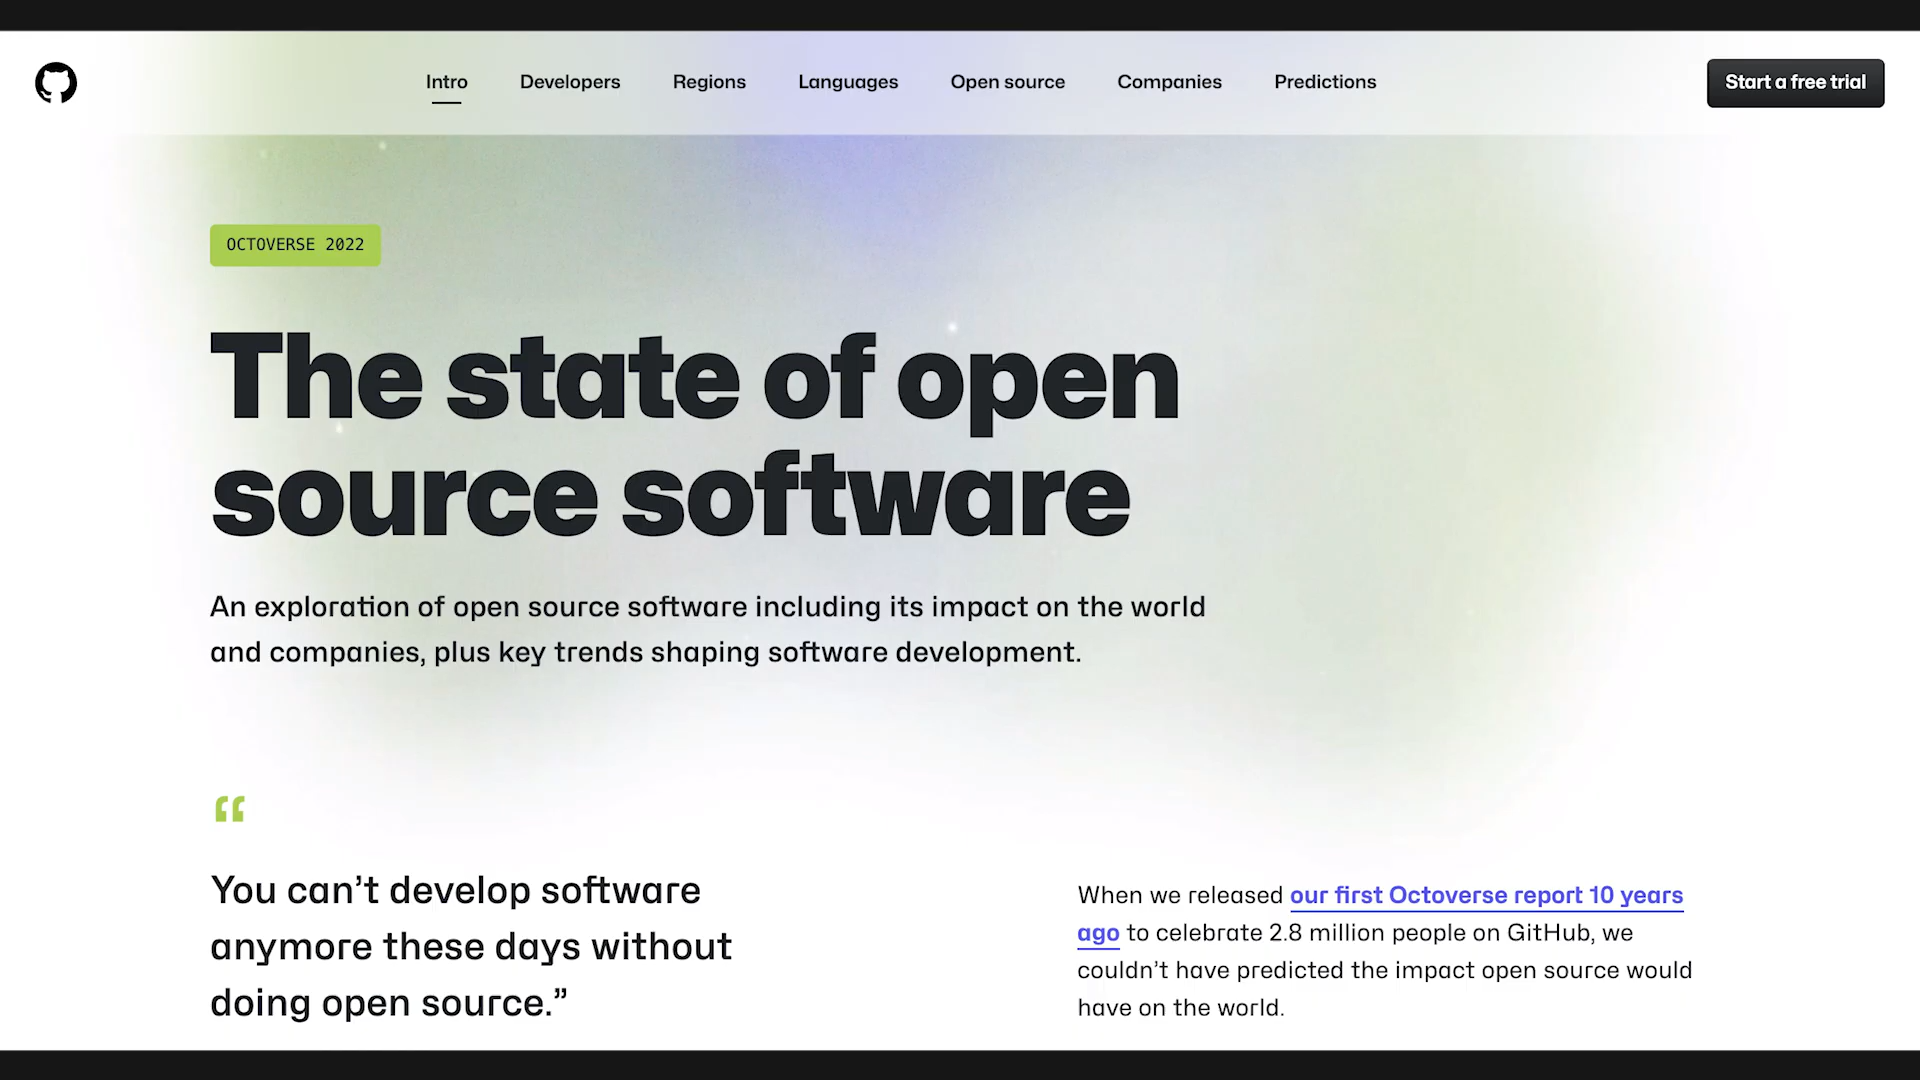 Intro Developers Regions Languages Open source Companies Predictions Start a free trial
OCTOVERSE 2022
The state of open
source software
An exploration of open source software including its impact on the world
and companies, plus key trends shaping software development.
“
You can’t develop software
anymore these days without
doing open source.”
When we released our first Octoverse report 10 years
ago to celebrate 2.8 million people on GitHub, we
couldn’t have predicted the impact open source would
have on the world.